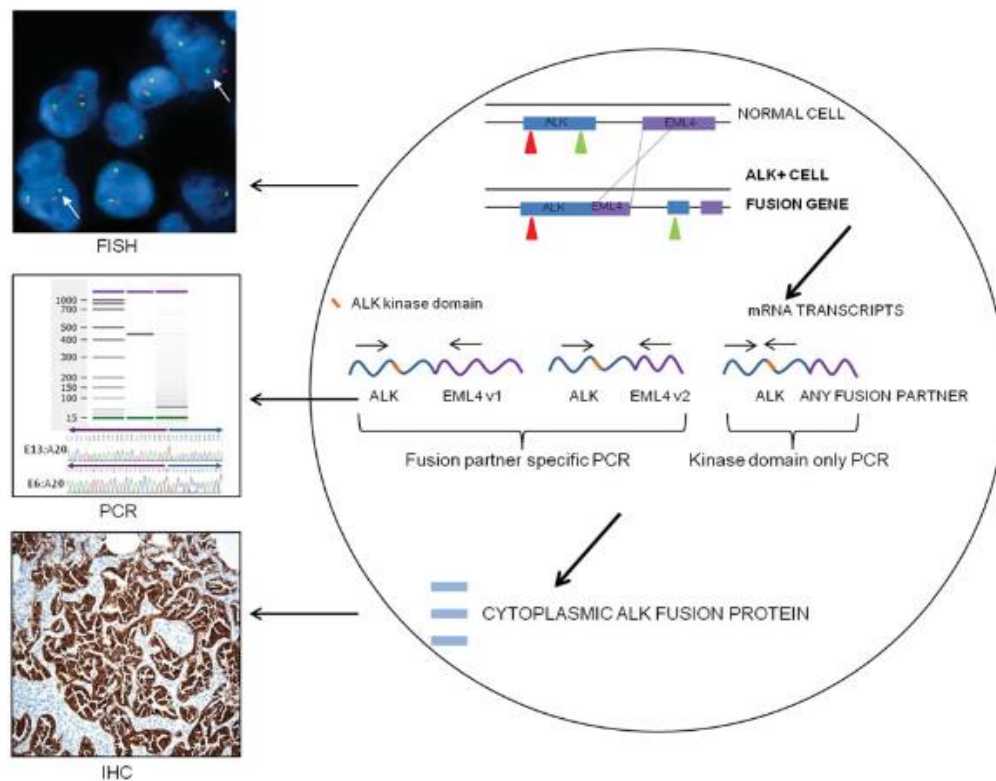 FISH
1000
700
500
400
300
200
150
100
15
E13:A20
E6:A20
PCR
IHC
ALK
EML4
NORMAL CELL
ALK+ CELL
ALK
EML4
FUSION GENE
ALK kinase domain
mRNA TRANSCRIPTS
ALK
EML4 v1
ALK
EML4 v2
ALK
ANY FUSION PARTNER
Fusion partner specific PCR
Kinase domain only PCR
CYTOPLASMIC ALK FUSION PROTEIN